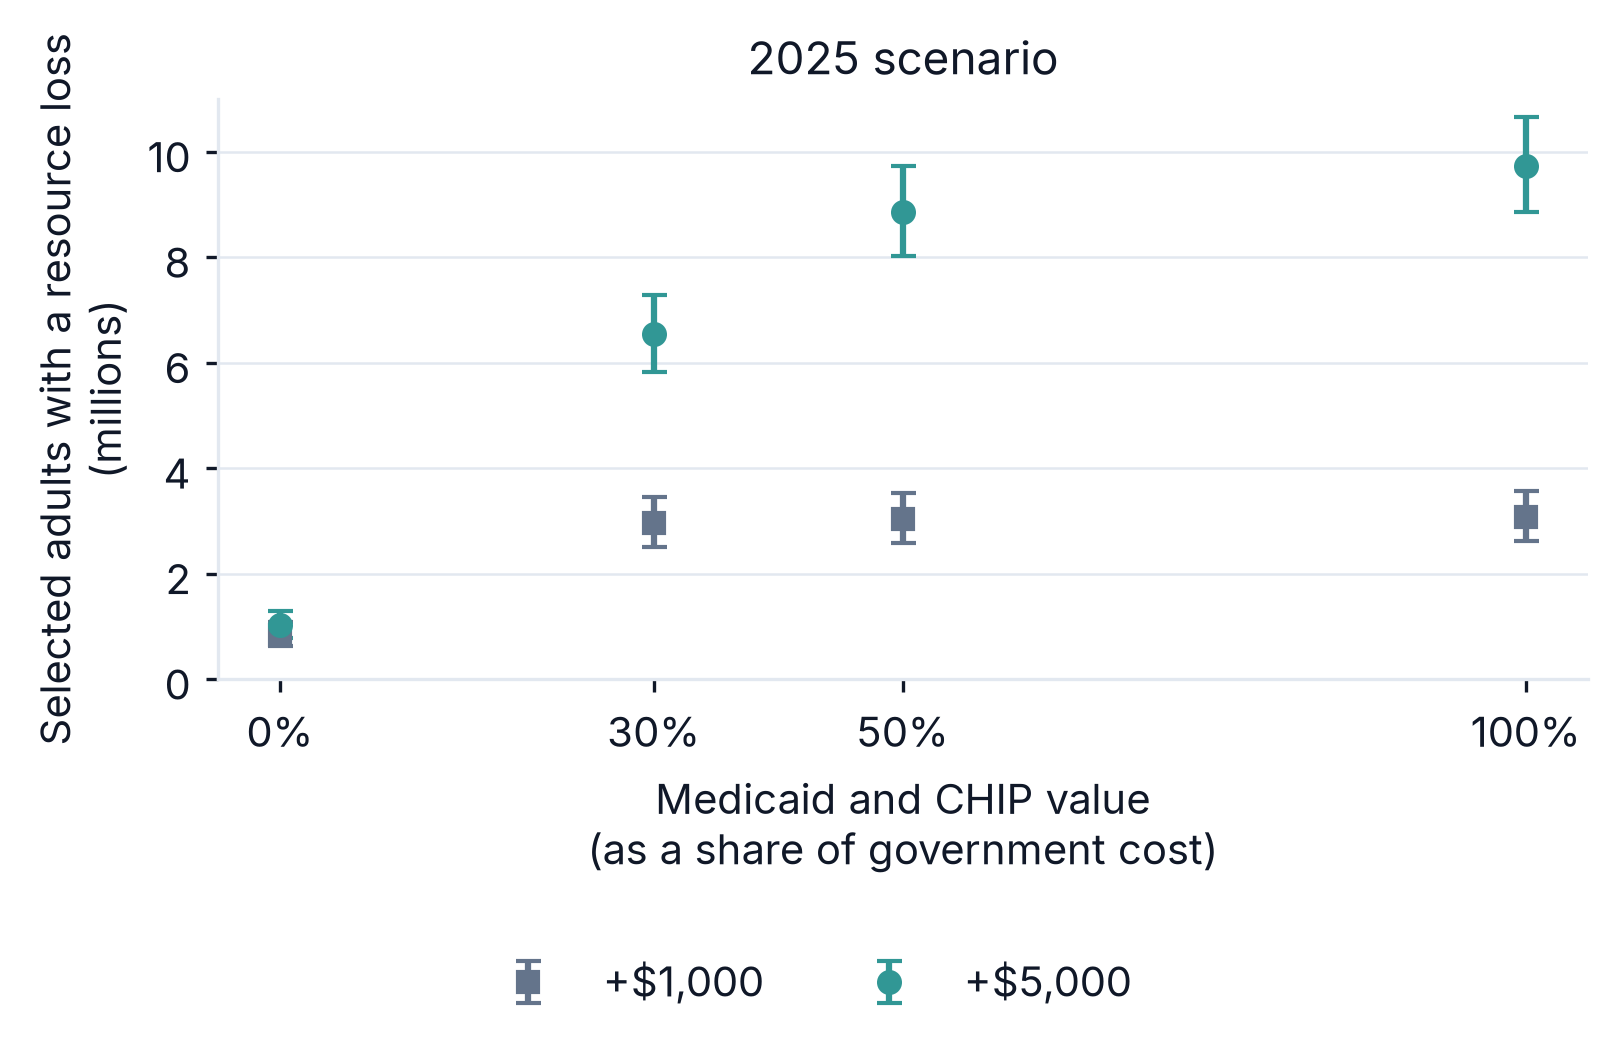 2025 scenario
Selected adults with a resource loss
(millions)
10
8
6
4
2
0
0% 30% 50% 100%
Medicaid and CHIP value
(as a share of government cost)
+$1,000 +$5,000